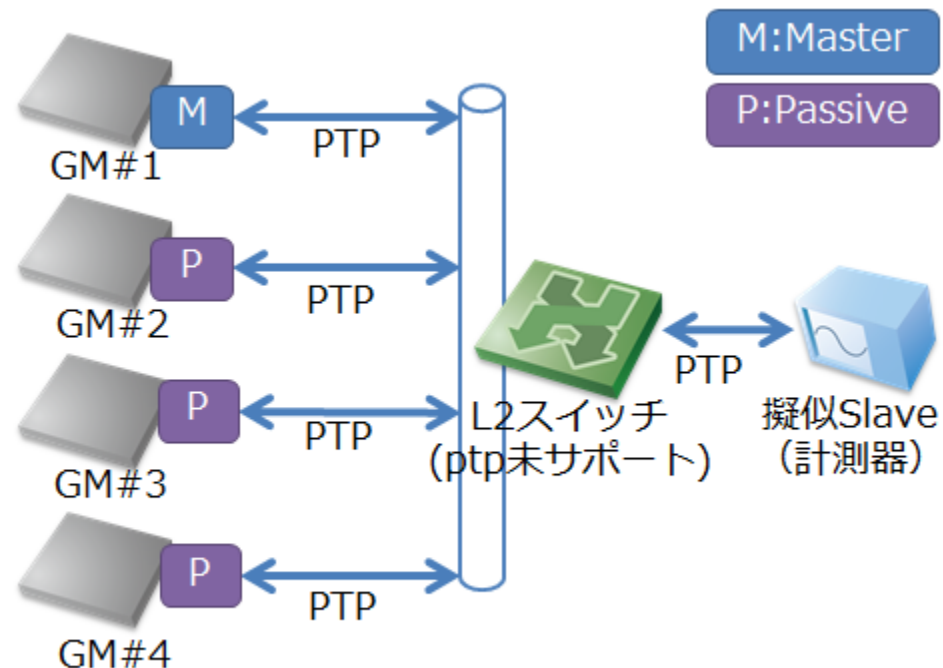 M:Master
P:Passive
M
PTP
GM#1
P
PTP
GM#2
P
PTP
GM#3
P
PTP
GM#4
L2スイッチ
(ptp未サポート)
PTP
擬似Slave
（計測器）